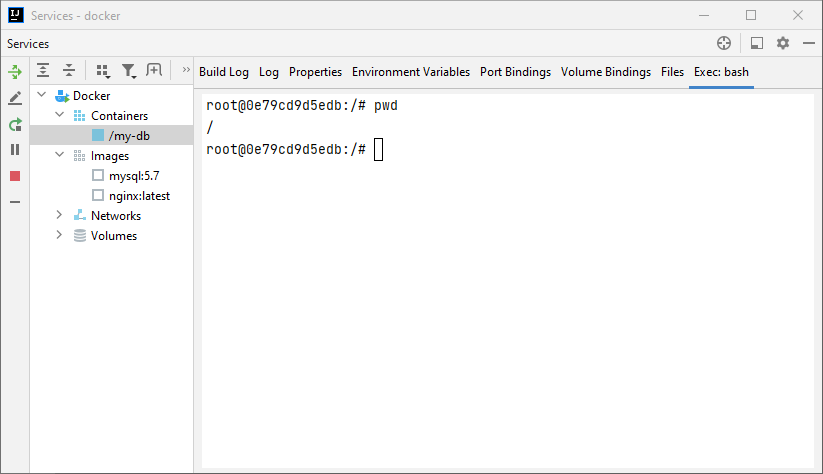 IJ
Services - docker
Services
Build Log
Log
Properties
Environment Variables
Port Bindings
Volume Bindings
Files
Exec: bash
Docker
Containers
/my-db
Images
mysql:5.7
nginx:latest
Networks
Volumes
root@0e79cd9d5edb:/# pwd
/
root@0e79cd9d5edb:/#